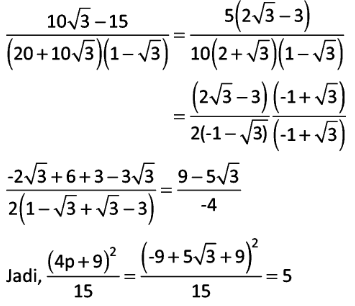 (10√3 − 15)/((20 + 10√3)(1 − √3)) = 5(2√3 − 3)/(10(2 + √3)(1 − √3))
= (2√3 − 3)/(2(-1 − √3)) (-1 + √3)/(-1 + √3)
(-2√3 + 6 + 3 − 3√3)/(2(1 − √3 + √3 − 3)) = (9 − 5√3)/(-4)
Jadi, (4p + 9)²/15 = (-9 + 5√3 + 9)²/15 = 5